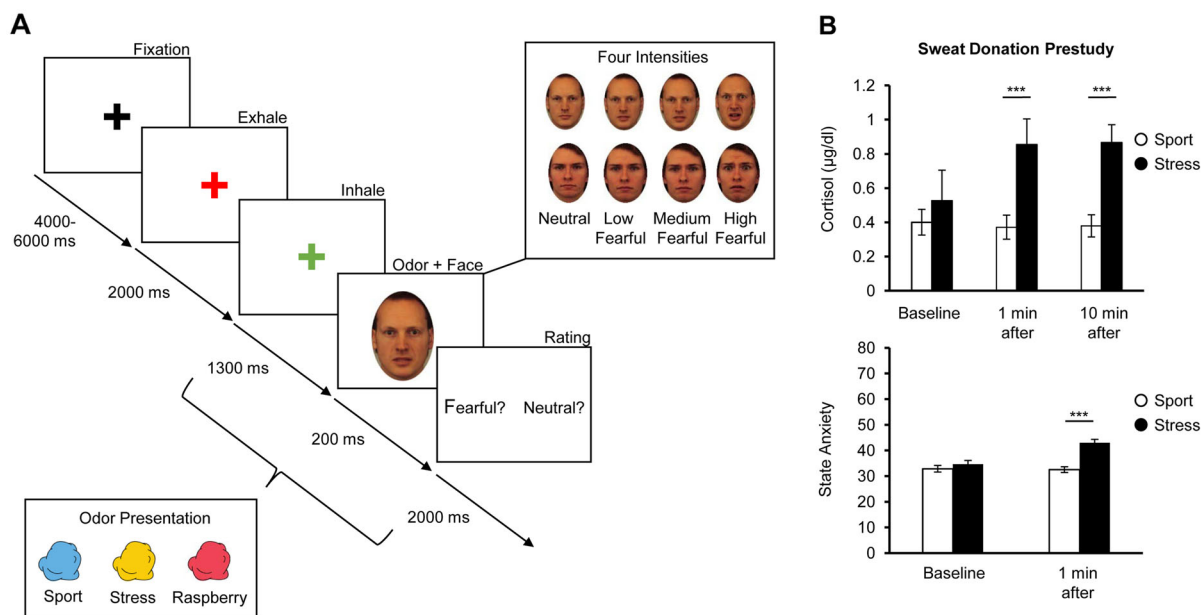 A
Fixation
Exhale
Inhale
Odor + Face
Rating
Fearful? Neutral?
4000-
6000 ms
2000 ms
1300 ms
200 ms
2000 ms
Four Intensities
Neutral Low Medium High
Fearful Fearful Fearful
Odor Presentation
Sport Stress Raspberry
B
Sweat Donation Prestudy
Cortisol (µg/dl)
1.2
1
0.8
0.6
0.4
0.2
0
*** ***
Sport
Stress
Baseline 1 min 10 min
after after
State Anxiety
80
70
60
50
40
30
20
10
0
***
Sport
Stress
Baseline 1 min
after